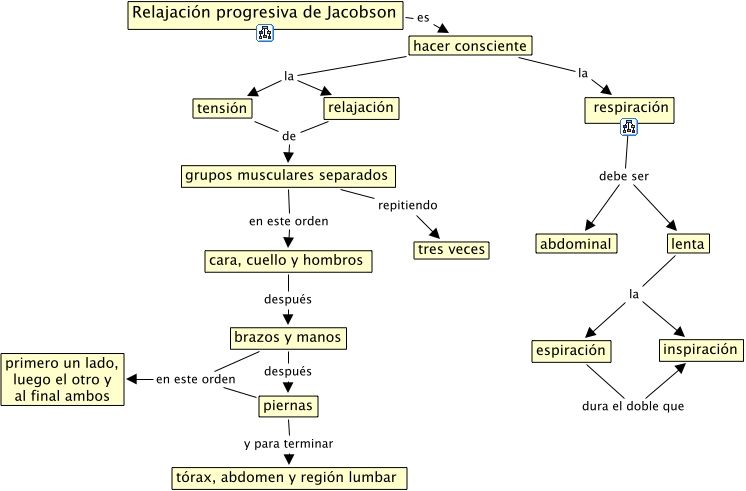 Relajación progresiva de Jacobson
es
hacer consciente
la
la
tensión
relajación
respiración
de
grupos musculares separados
debe ser
repitiendo
en este orden
abdominal
lenta
tres veces
cara, cuello y hombros
la
después
brazos y manos
espiración
inspiración
primero un lado,
luego el otro y
al final ambos
en este orden
después
dura el doble que
piernas
y para terminar
tórax, abdomen y región lumbar